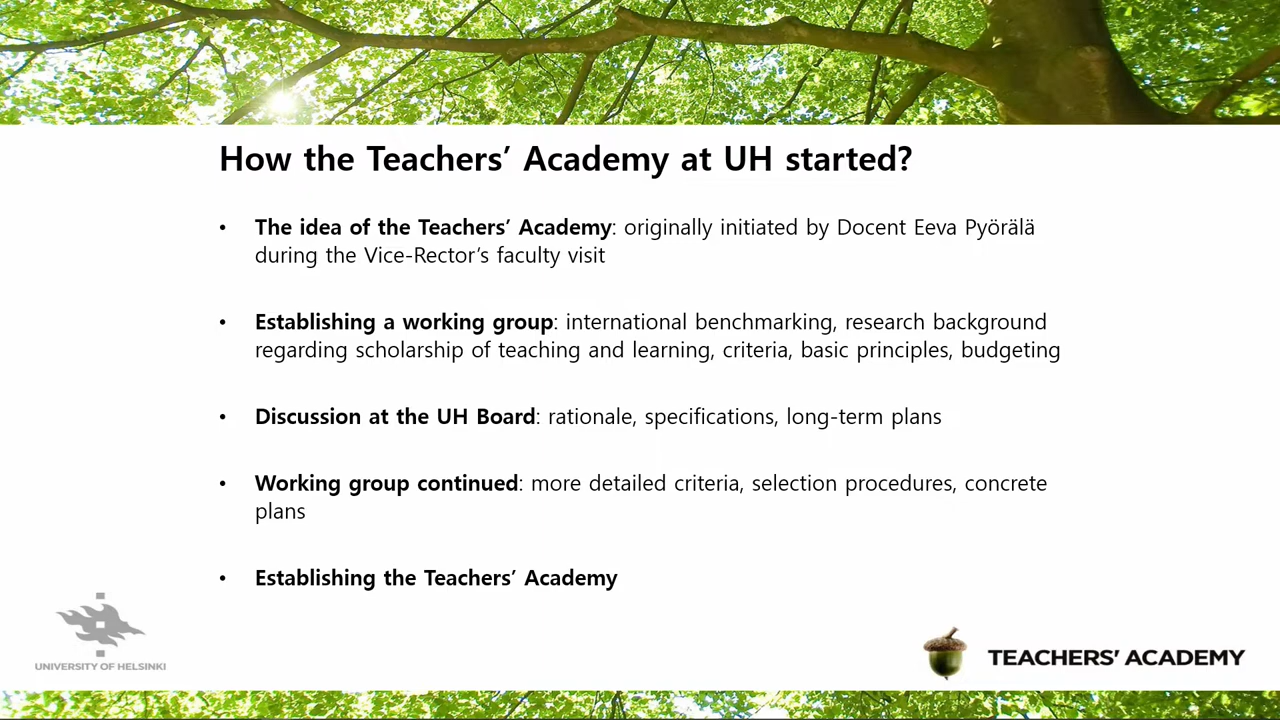 How the Teachers’ Academy at UH started?
• The idea of the Teachers’ Academy: originally initiated by Docent Eeva Pyörälä
during the Vice-Rector’s faculty visit
• Establishing a working group: international benchmarking, research background
regarding scholarship of teaching and learning, criteria, basic principles, budgeting
• Discussion at the UH Board: rationale, specifications, long-term plans
• Working group continued: more detailed criteria, selection procedures, concrete
plans
• Establishing the Teachers’ Academy
UNIVERSITY OF HELSINKI
TEACHERS’ ACADEMY